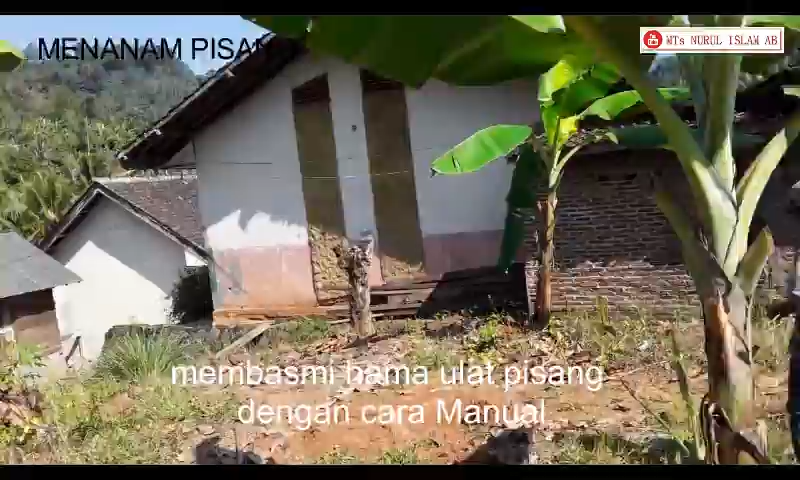 MENANAM PISANG
MTs NURUL ISLAM AB
membasmi hama ulat pisang
dengan cara Manual